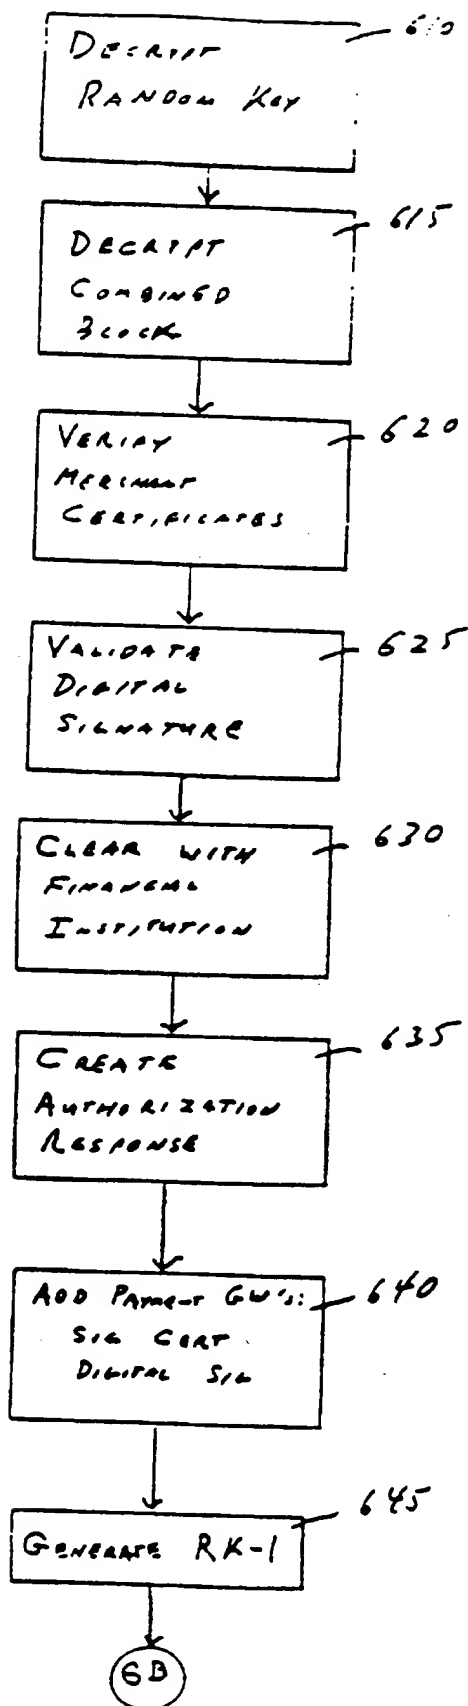 DECRYPT
RANDOM KEY
610
DECRYPT
COMBINED
BLOCK
615
VERIFY
MERCHANT
CERTIFICATES
620
VALIDATE
DIGITAL
SIGNATURE
625
CLEAR WITH
FINANCIAL
INSTITUTION
630
CREATE
AUTHORIZATION
RESPONSE
635
ADD PAYMENT GW's:
SIG CERT
DIGITAL SIG
640
GENERATE RK-1
645
6B